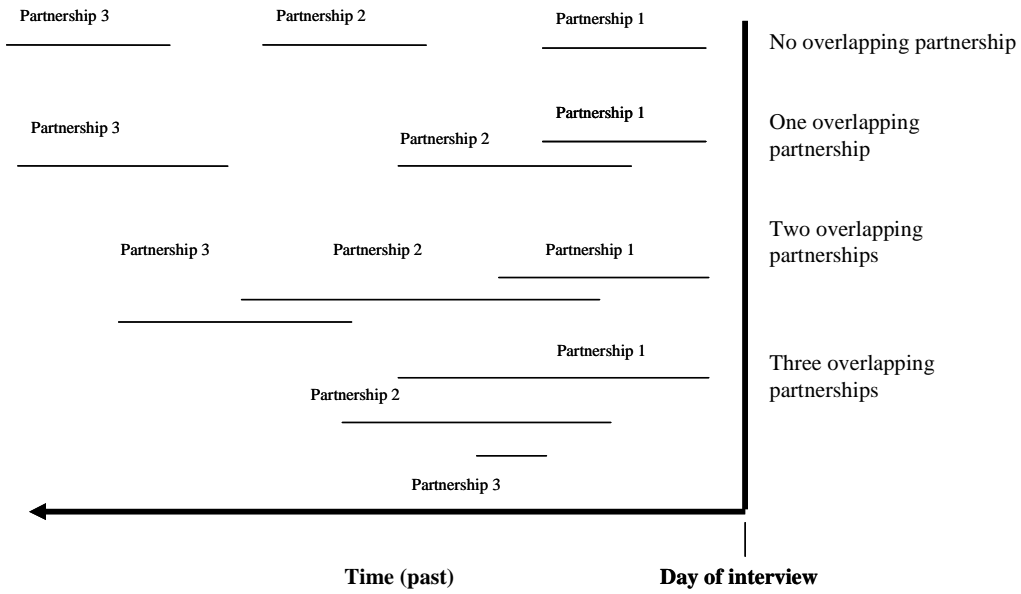 Partnership 3
Partnership 2
Partnership 1
No overlapping partnership
Partnership 3
Partnership 2
Partnership 1
One overlapping
partnership
Partnership 3
Partnership 2
Partnership 1
Two overlapping
partnerships
Partnership 1
Three overlapping
partnerships
Partnership 2
Partnership 3
Time (past)
Day of interview